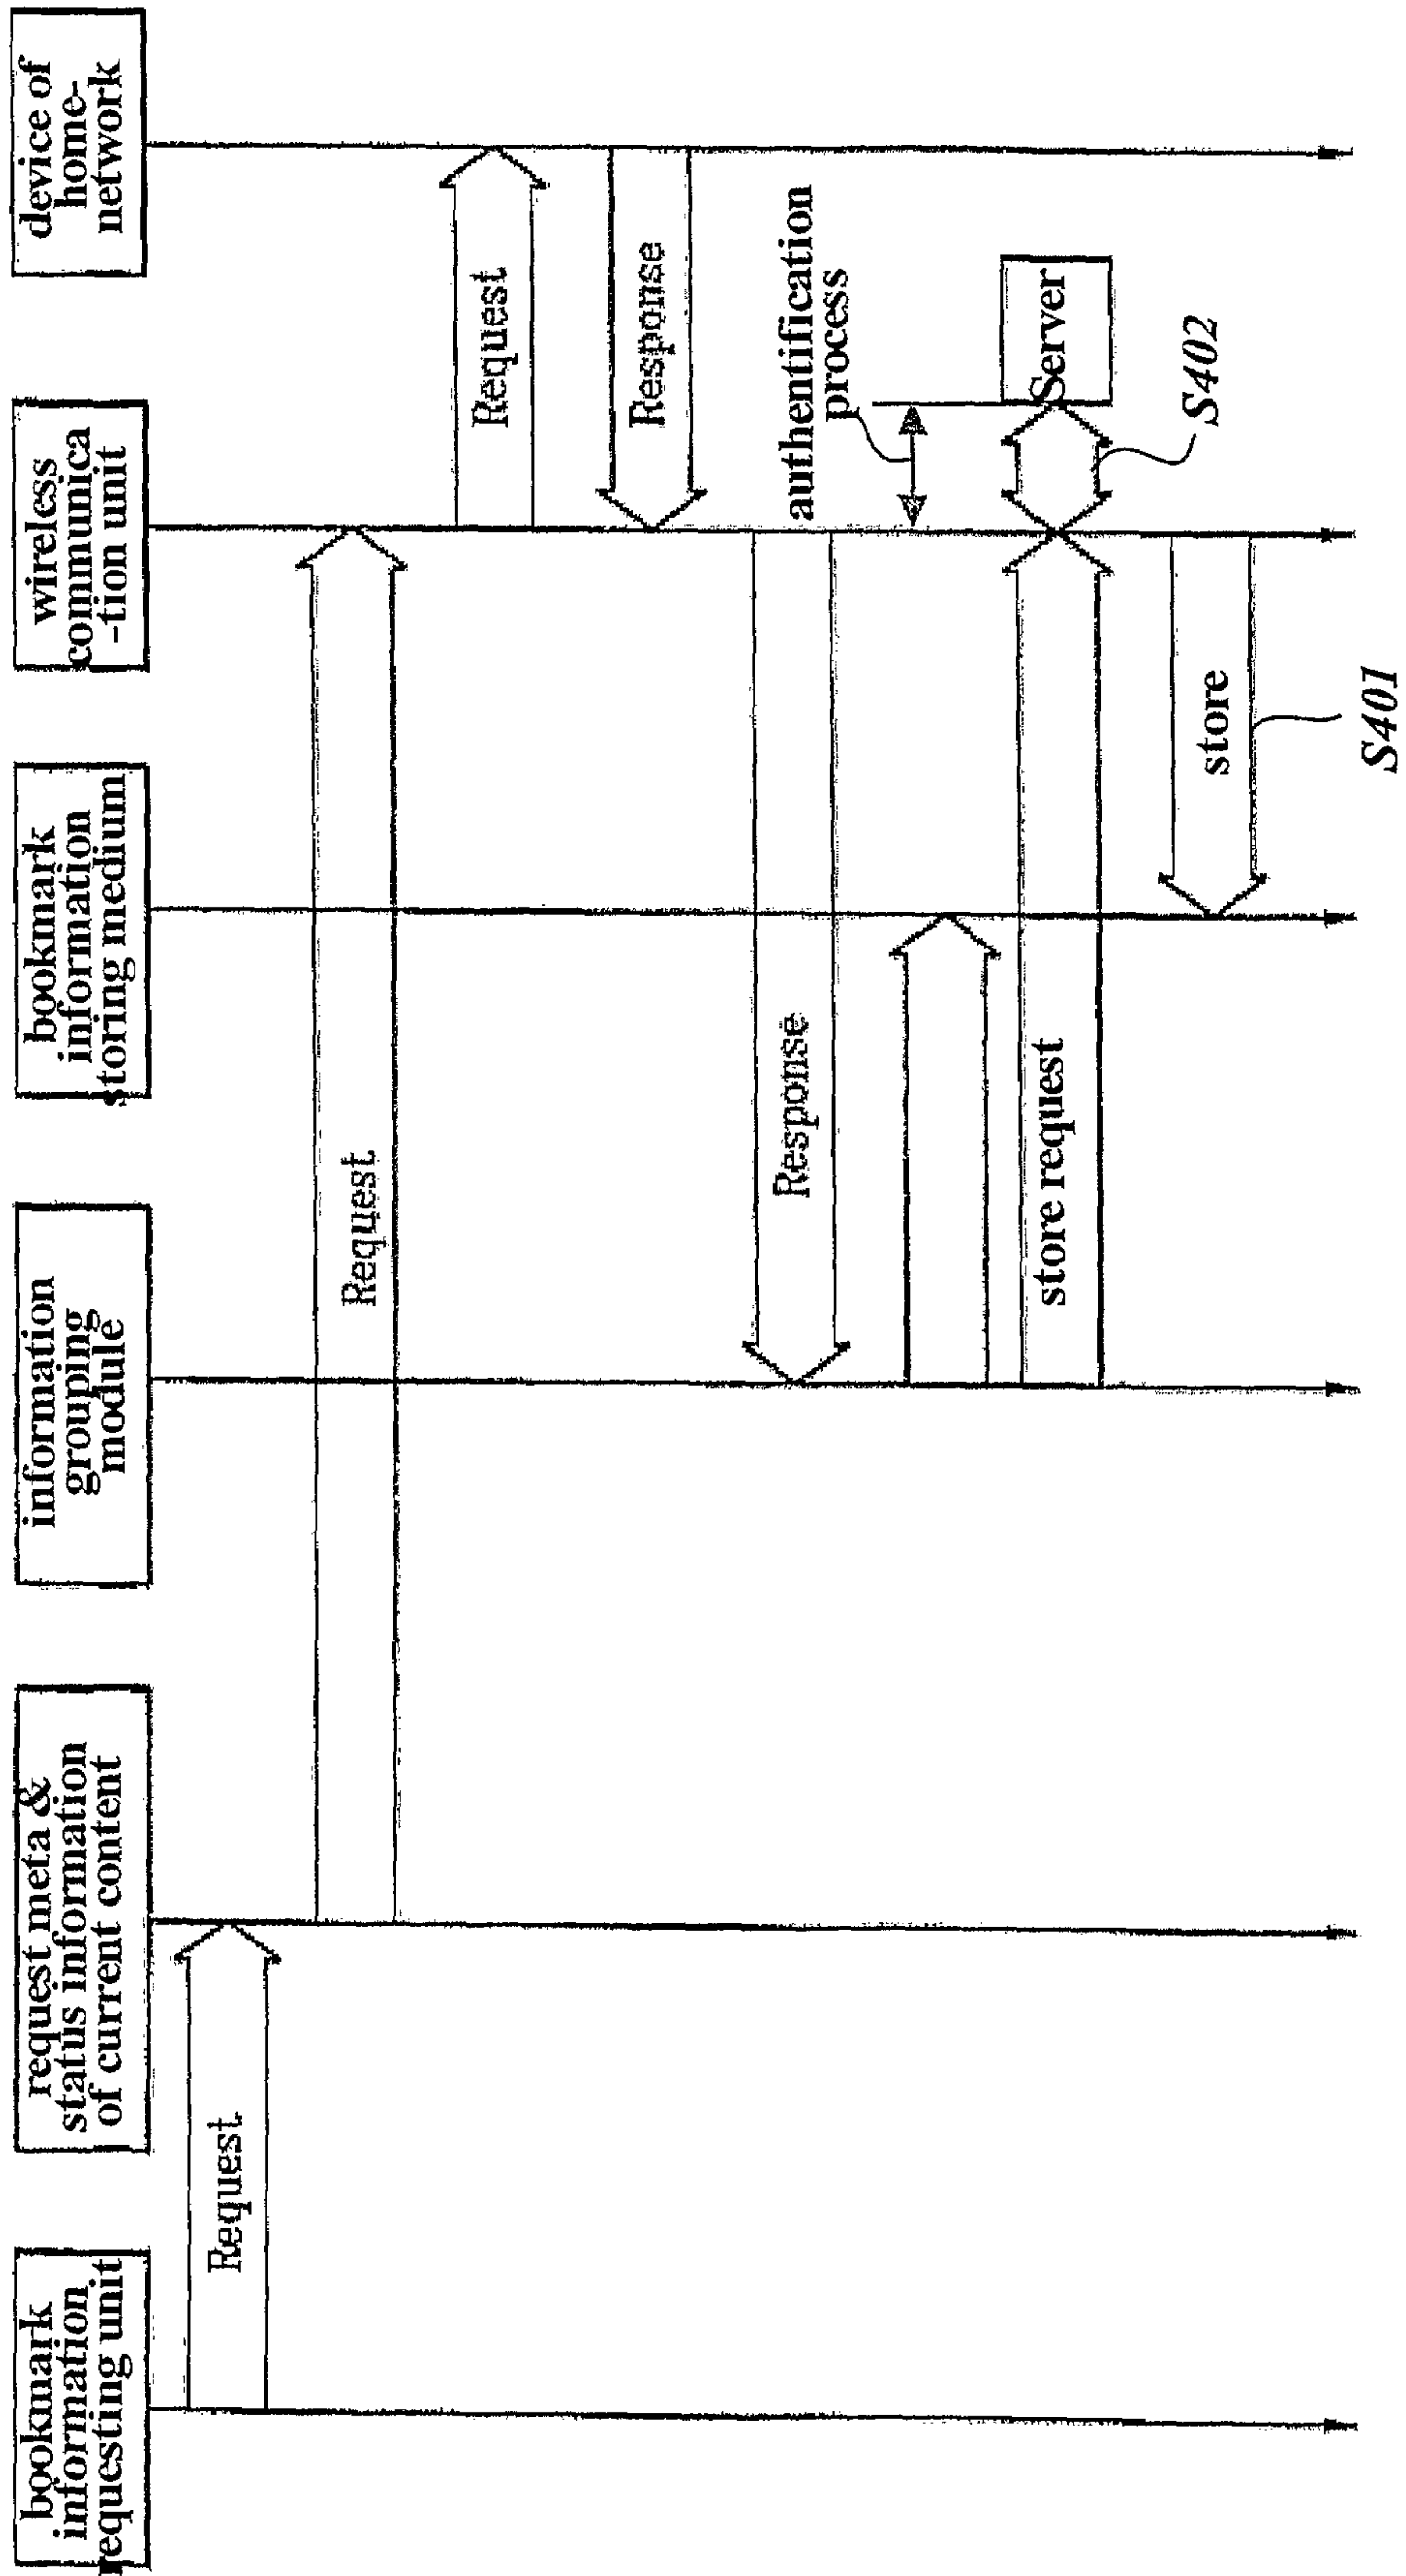 bookmark
information
requesting unit
request meta &
status information
of current content
information
grouping
module
bookmark
information
storing medium
wireless
communica
-tion unit
device of
home-
network
Request
Request
Request
Response
Response
authentification
process
store request
Server
S402
store
S401